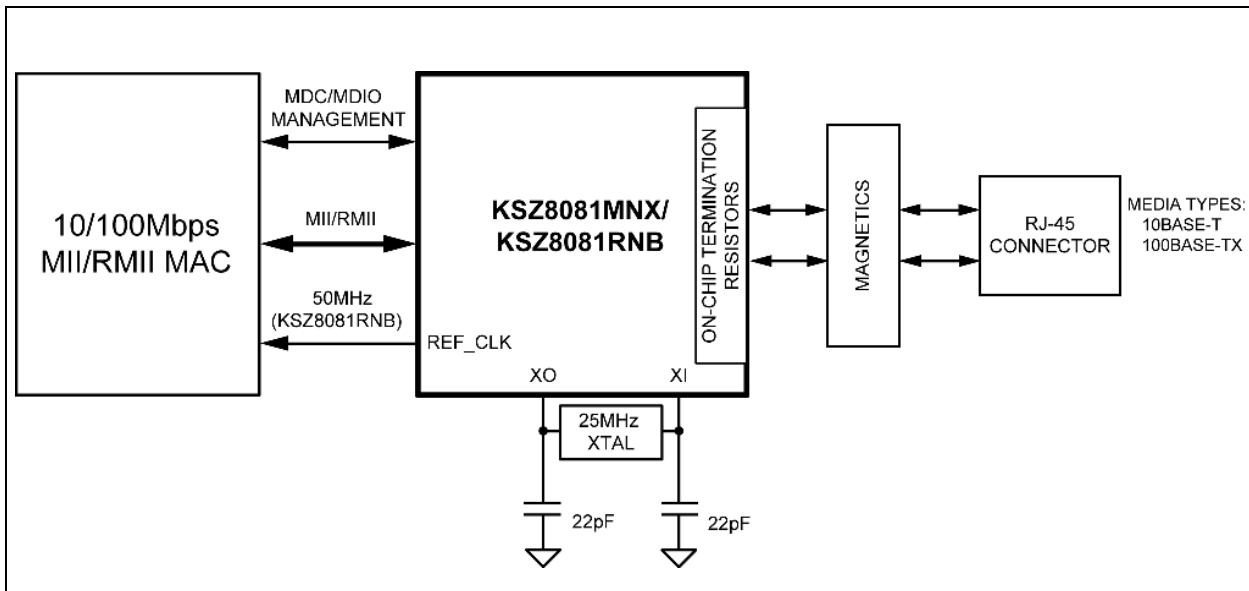 10/100Mbps
MII/RMII MAC
MDC/MDIO
MANAGEMENT
MII/RMII
50MHz
(KSZ8081RNB)
KSZ8081MNX/
KSZ8081RNB
REF_CLK
XO
XI
ON-CHIP TERMINATION
RESISTORS
25MHz
XTAL
22pF
22pF
MAGNETICS
RJ-45
CONNECTOR
MEDIA TYPES:
10BASE-T
100BASE-TX